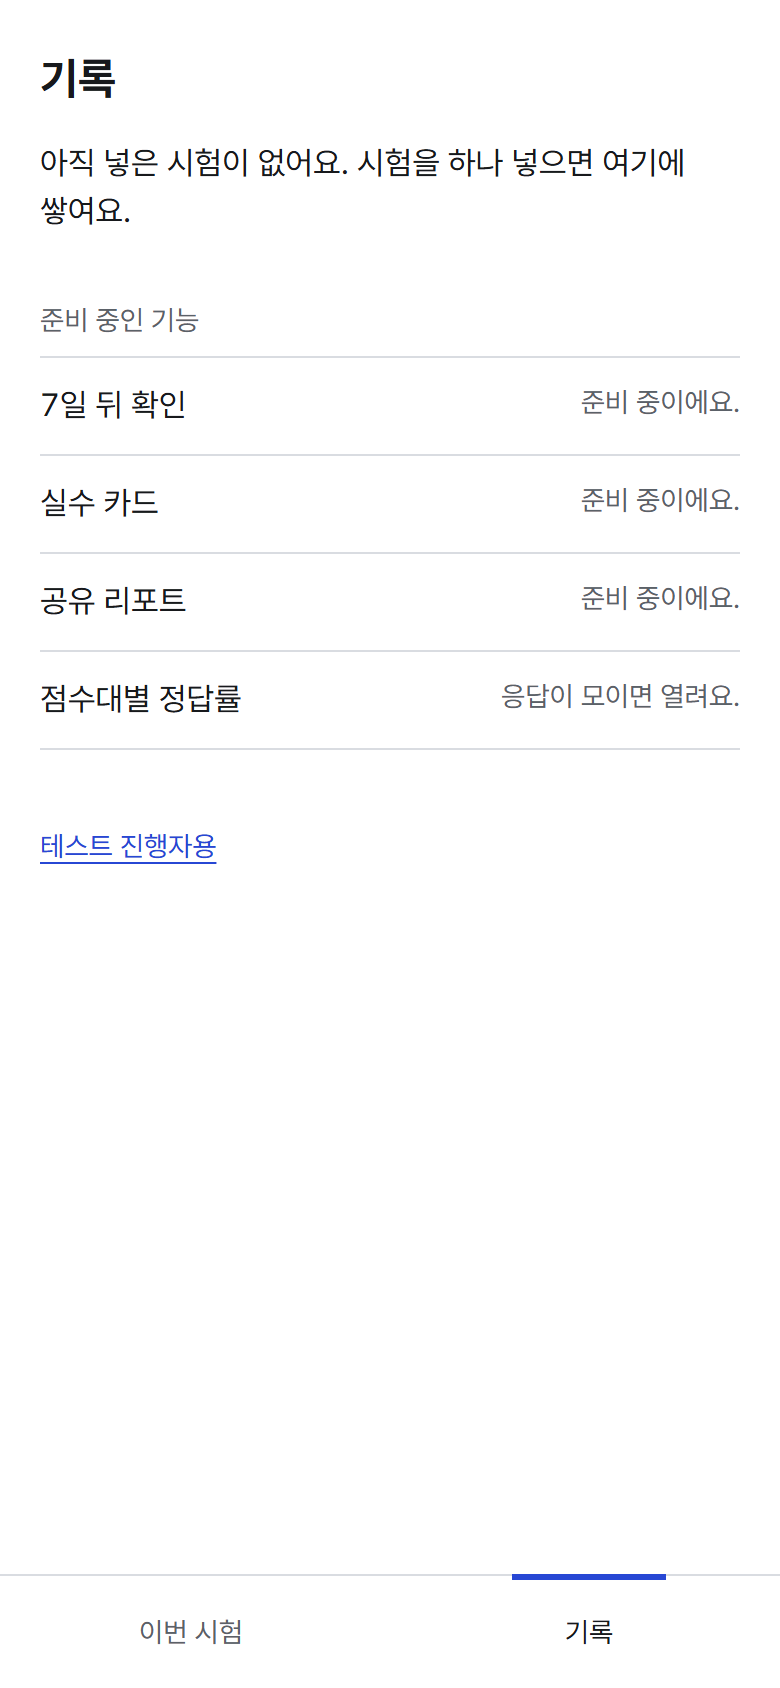 기록
아직 넣은 시험이 없어요. 시험을 하나 넣으면 여기에
쌓여요.
준비 중인 기능
7일 뒤 확인 준비 중이에요.
실수 카드 준비 중이에요.
공유 리포트 준비 중이에요.
점수대별 정답률 응답이 모이면 열려요.
테스트 진행자용
이번 시험 기록